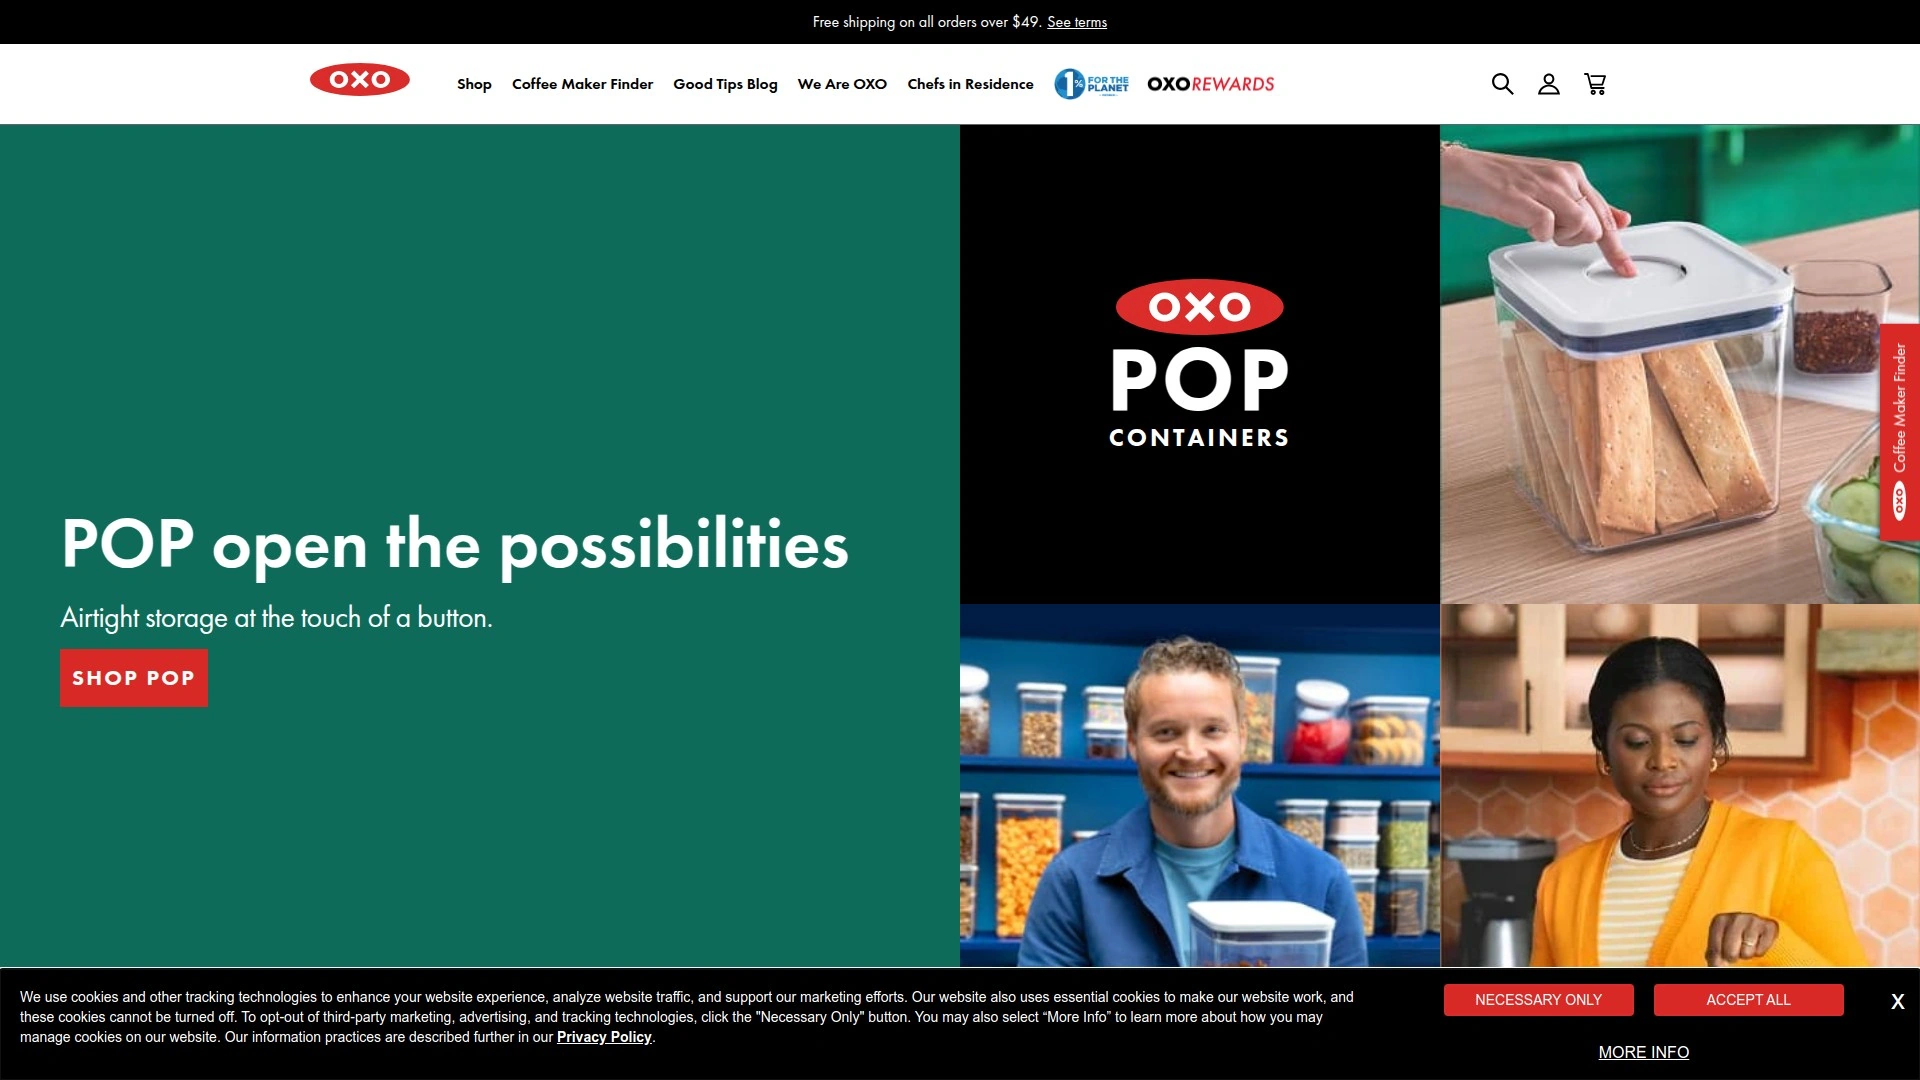 Free shipping on all orders over $49. See terms
OXO
Shop
Coffee Maker Finder
Good Tips Blog
We Are OXO
Chefs in Residence
1%
FOR THE
PLANET
OXOREWARDS
OXO
POP
CONTAINERS
POP open the possibilities
Airtight storage at the touch of a button.
SHOP POP
OXO Coffee Maker Finder
We use cookies and other tracking technologies to enhance your website experience, analyze website traffic, and support our marketing efforts. Our website also uses essential cookies to make our website work, and
these cookies cannot be turned off. To opt-out of third-party marketing, advertising, and tracking technologies, click the "Necessary Only" button. You may also select “More Info” to learn more about how you may
manage cookies on our website. Our information practices are described further in our Privacy Policy.
NECESSARY ONLY
ACCEPT ALL
X
MORE INFO